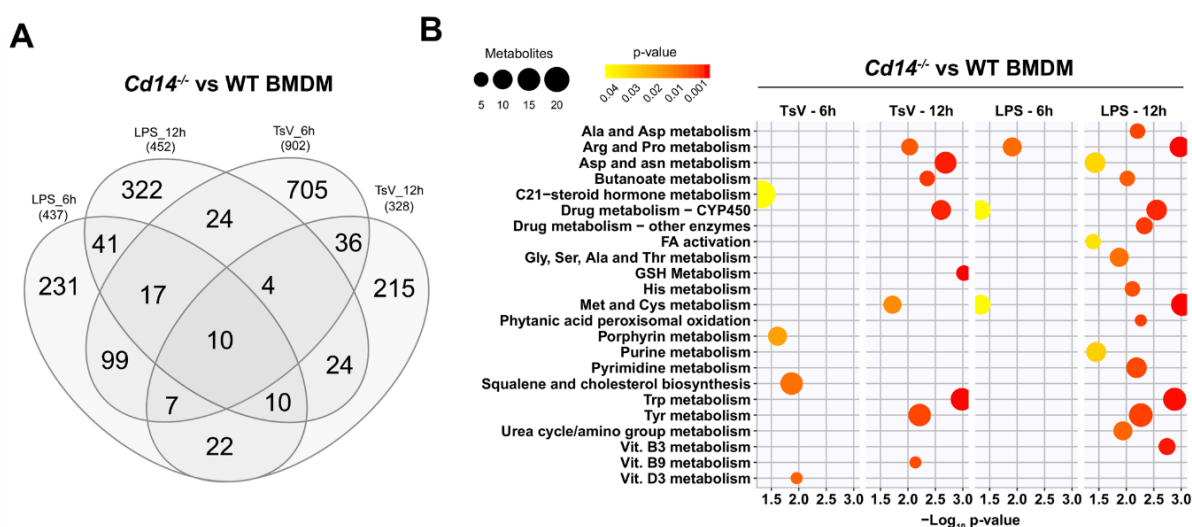 A
Cd14-/- vs WT BMDM
LPS_12h
(452)
TsV_6h
(902)
LPS_6h
(437)
TsV_12h
(328)
322
705
24
41
36
231
17
4
215
10
99
24
7
10
22
B
Metabolites
5 10 15 20
p-value
0.04 0.03 0.02 0.01 0.001
Cd14-/- vs WT BMDM
TsV - 6h TsV - 12h LPS - 6h LPS - 12h
Ala and Asp metabolism
Arg and Pro metabolism
Asp and asn metabolism
Butanoate metabolism
C21−steroid hormone metabolism
Drug metabolism − CYP450
Drug metabolism − other enzymes
FA activation
Gly, Ser, Ala and Thr metabolism
GSH Metabolism
His metabolism
Met and Cys metabolism
Phytanic acid peroxisomal oxidation
Porphyrin metabolism
Purine metabolism
Pyrimidine metabolism
Squalene and cholesterol biosynthesis
Trp metabolism
Tyr metabolism
Urea cycle/amino group metabolism
Vit. B3 metabolism
Vit. B9 metabolism
Vit. D3 metabolism
1.5 2.0 2.5 3.0 1.5 2.0 2.5 3.0 1.5 2.0 2.5 3.0 1.5 2.0 2.5 3.0
−Log10 p-value